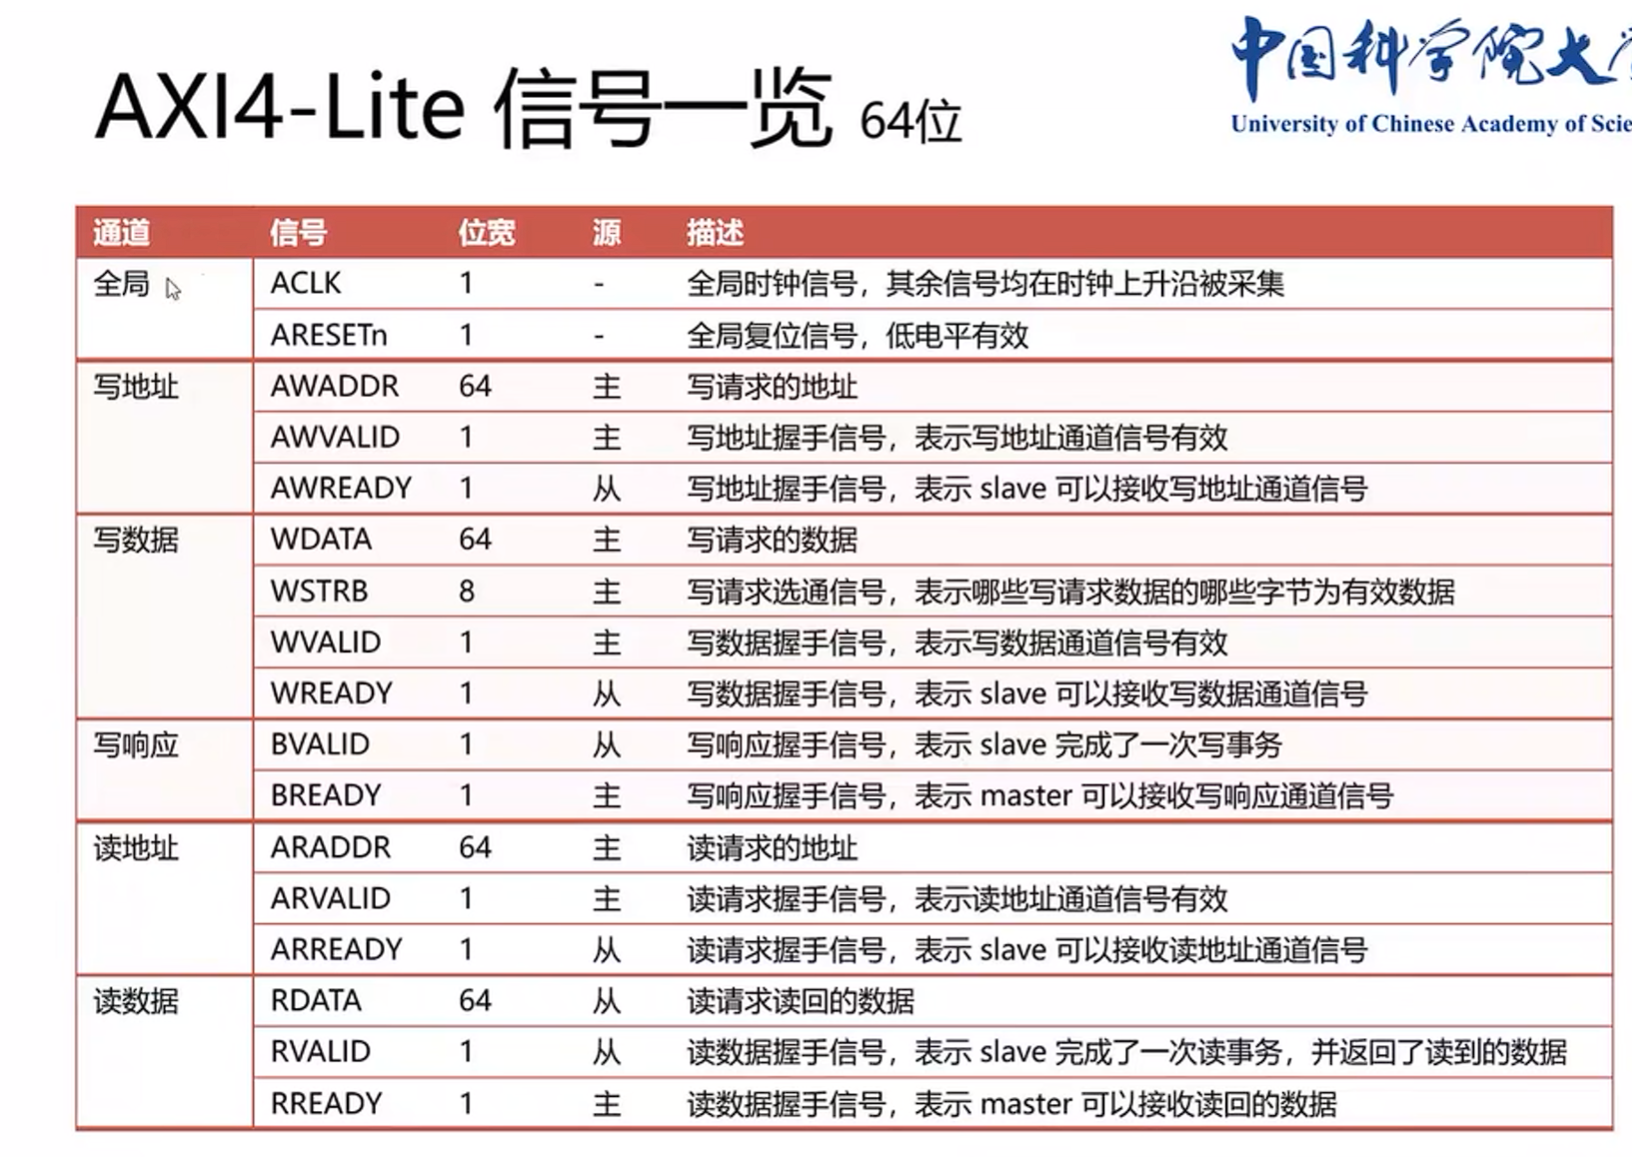 中国科学院大学
University of Chinese Academy of Scie
AXI4-Lite 信号一览 64位
通道 信号 位宽 源 描述
全局 ACLK 1 - 全局时钟信号，其余信号均在时钟上升沿被采集
ARESETn 1 - 全局复位信号，低电平有效
写地址 AWADDR 64 主 写请求的地址
AWVALID 1 主 写地址握手信号，表示写地址通道信号有效
AWREADY 1 从 写地址握手信号，表示 slave 可以接收写地址通道信号
写数据 WDATA 64 主 写请求的数据
WSTRB 8 主 写请求选通信号，表示哪些写请求数据的哪些字节为有效数据
WVALID 1 主 写数据握手信号，表示写数据通道信号有效
WREADY 1 从 写数据握手信号，表示 slave 可以接收写数据通道信号
写响应 BVALID 1 从 写响应握手信号，表示 slave 完成了一次写事务
BREADY 1 主 写响应握手信号，表示 master 可以接收写响应通道信号
读地址 ARADDR 64 主 读请求的地址
ARVALID 1 主 读请求握手信号，表示读地址通道信号有效
ARREADY 1 从 读请求握手信号，表示 slave 可以接收读地址通道信号
读数据 RDATA 64 从 读请求读回的数据
RVALID 1 从 读数据握手信号，表示 slave 完成了一次读事务，并返回了读到的数据
RREADY 1 主 读数据握手信号，表示 master 可以接收读回的数据